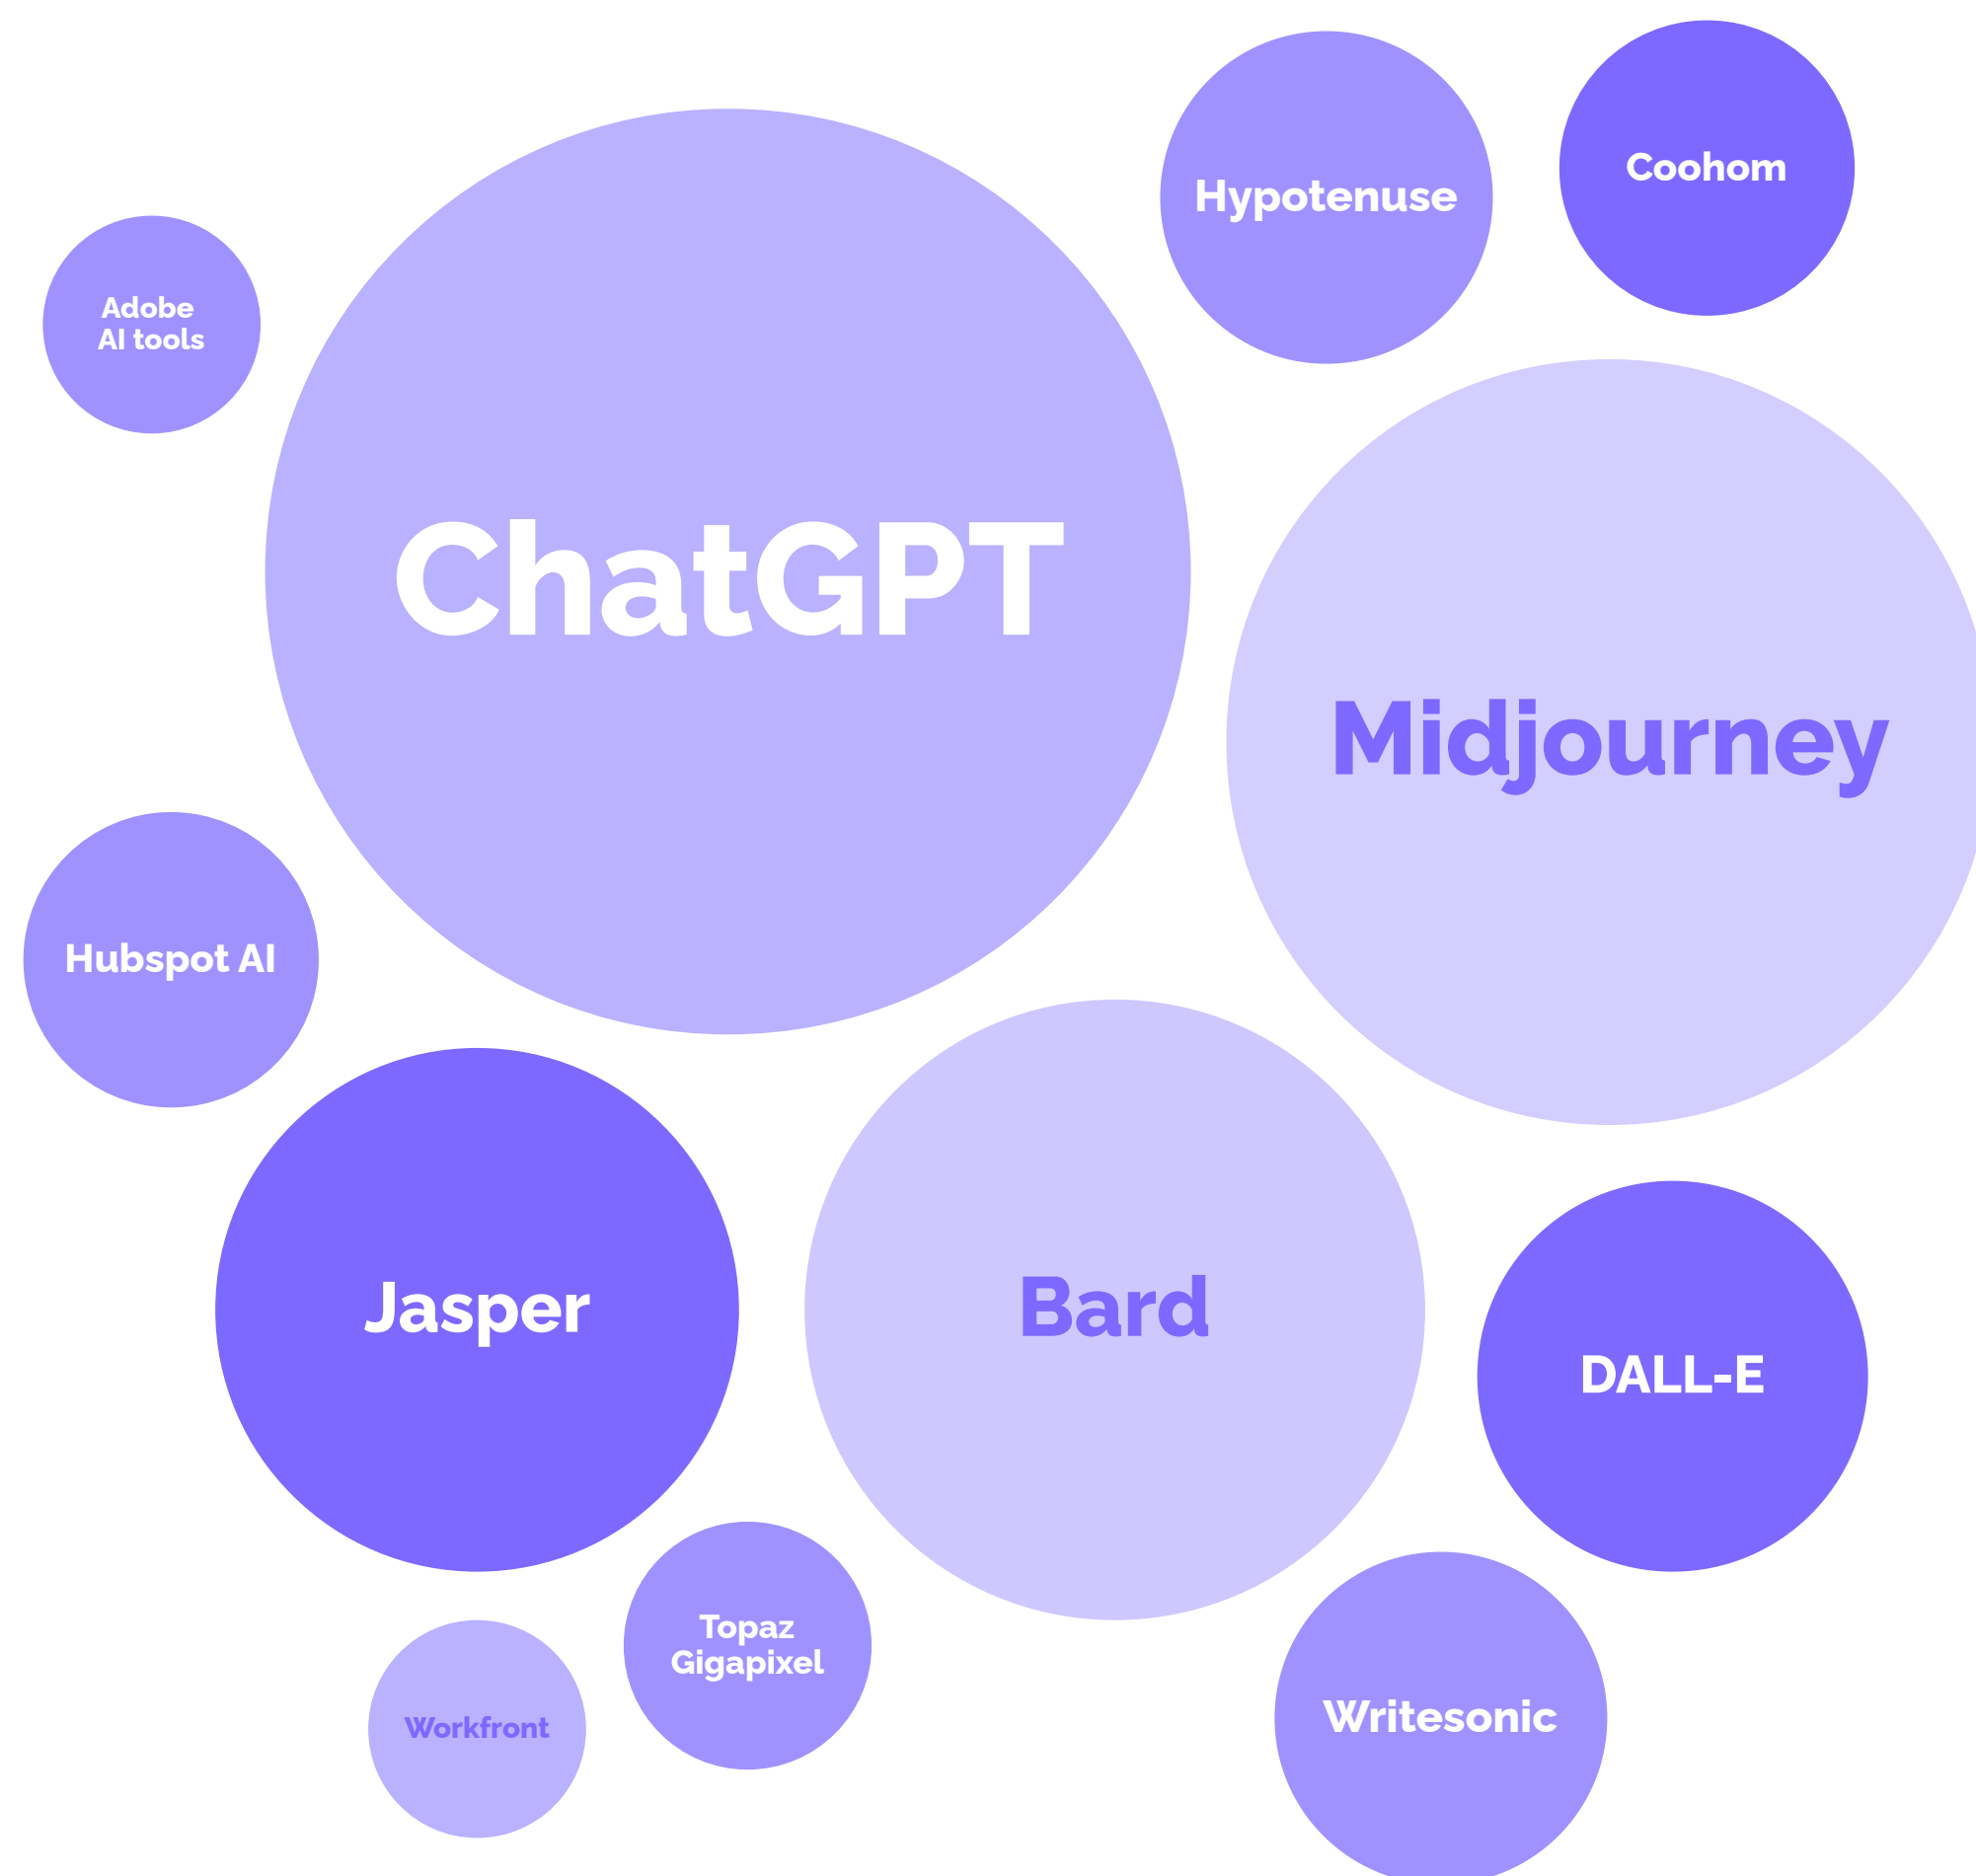 Hypotenuse
Coohom
Adobe
AI tools
ChatGPT
Midjourney
Hubspot AI
Jasper
Bard
DALL-E
Topaz
Gigapixel
Workfront
Writesonic